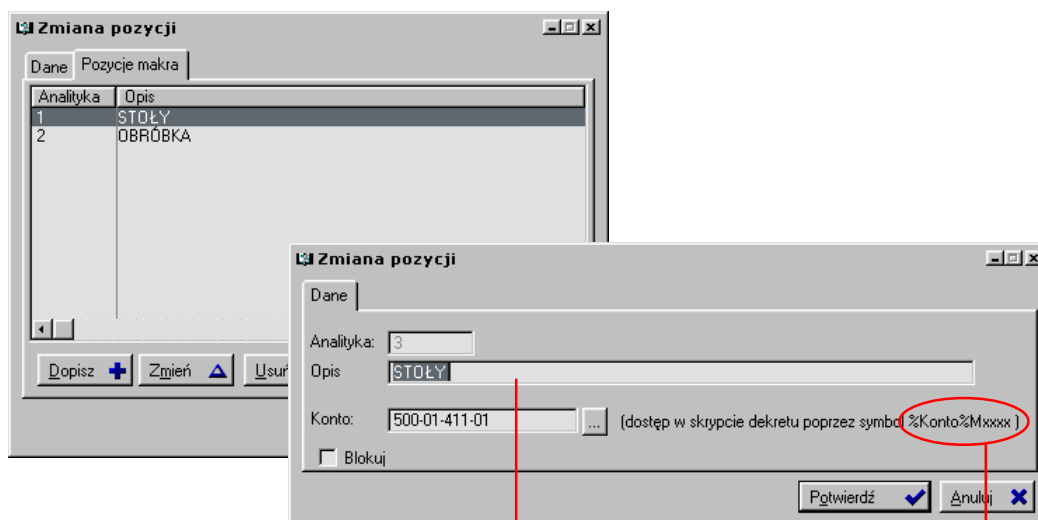 Zmiana pozycji
Dane Pozycje makra
Analityka Opis
1 STOŁY
2 OBRÓBKA
Dopisz Zmień Usuń
Zmiana pozycji
Dane
Analityka: 3
Opis STOŁY
Konto: 500-01-411-01 ... (dostęp w skrypcie dekretu poprzez symbol %Konto%Mxxxx )
Blokuj
Potwierdź Anuluj